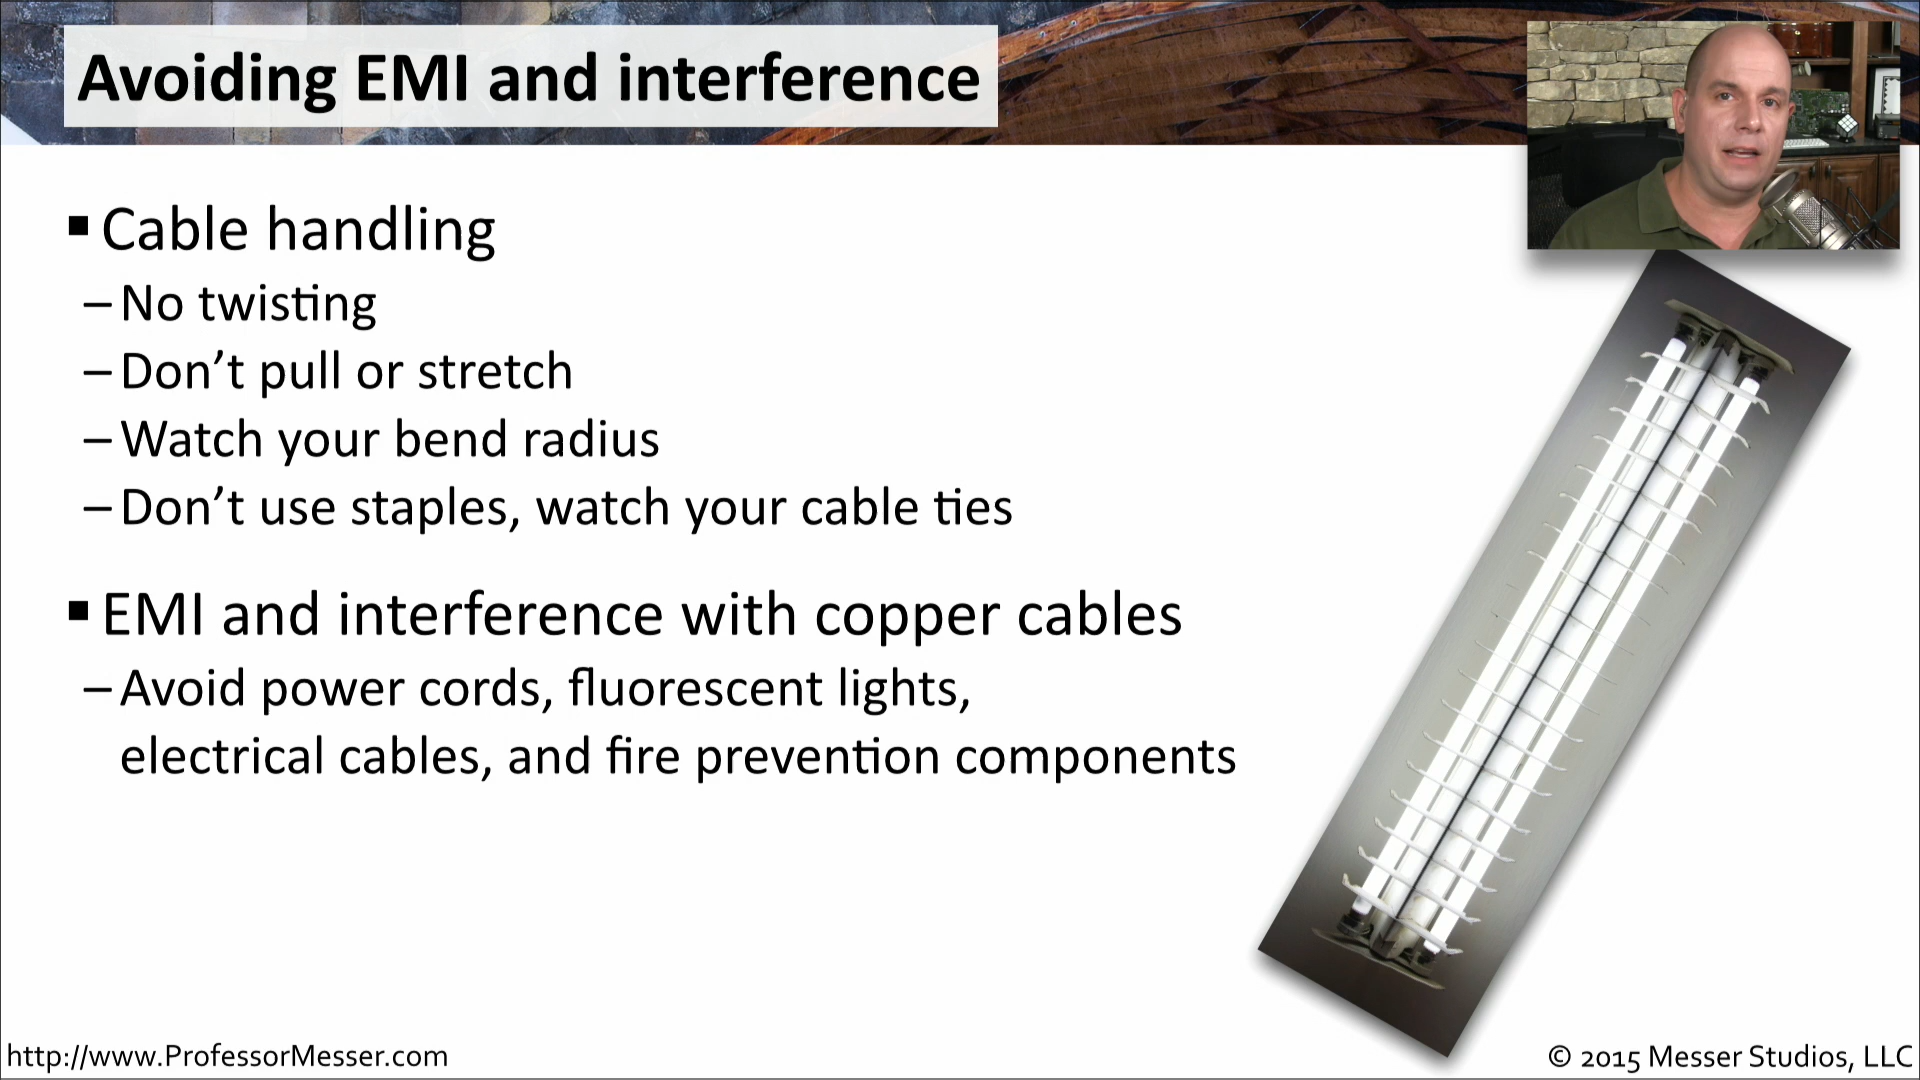 Avoiding EMI and interference
▪ Cable handling
– No twisting
– Don’t pull or stretch
– Watch your bend radius
– Don’t use staples, watch your cable ties
▪ EMI and interference with copper cables
– Avoid power cords, fluorescent lights,
electrical cables, and fire prevention components
http://www.ProfessorMesser.com
© 2015 Messer Studios, LLC